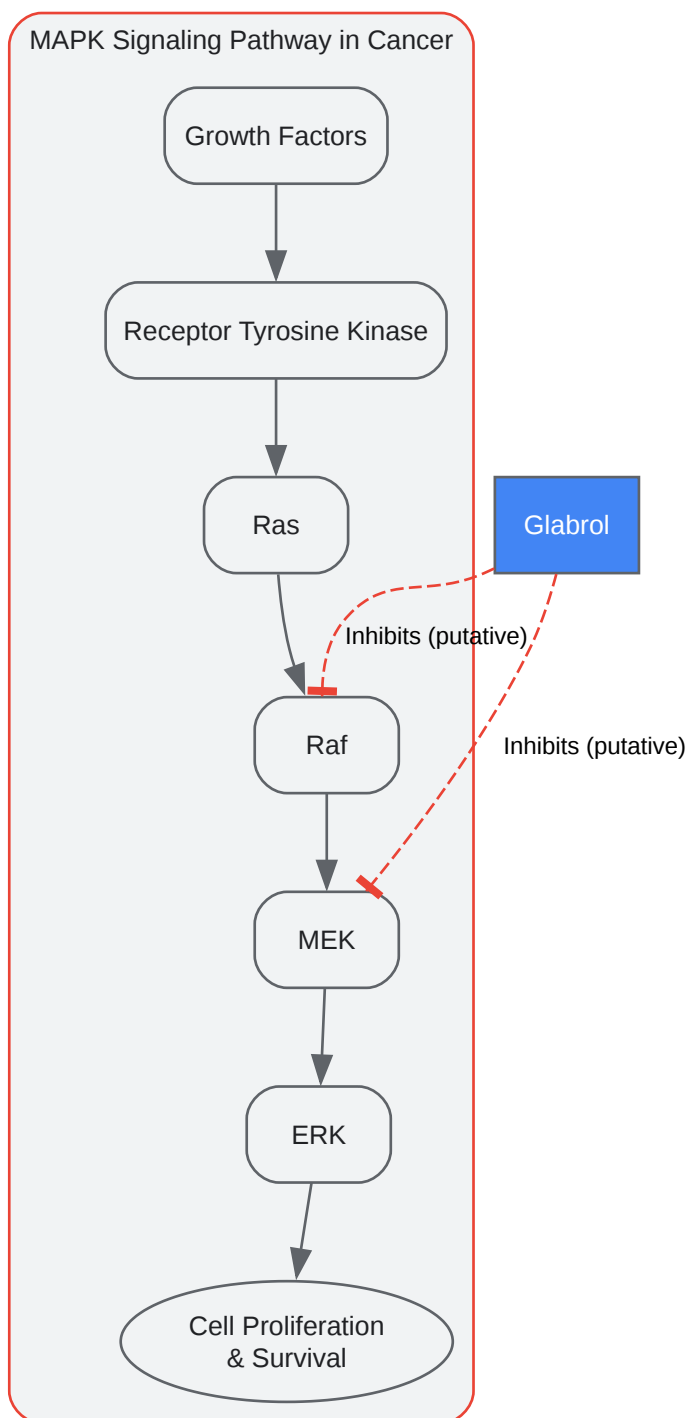 MAPK Signaling Pathway in Cancer
Growth Factors
Receptor Tyrosine Kinase
Ras
Glabrol
Inhibits (putative)
Raf
Inhibits (putative)
MEK
ERK
Cell Proliferation
& Survival